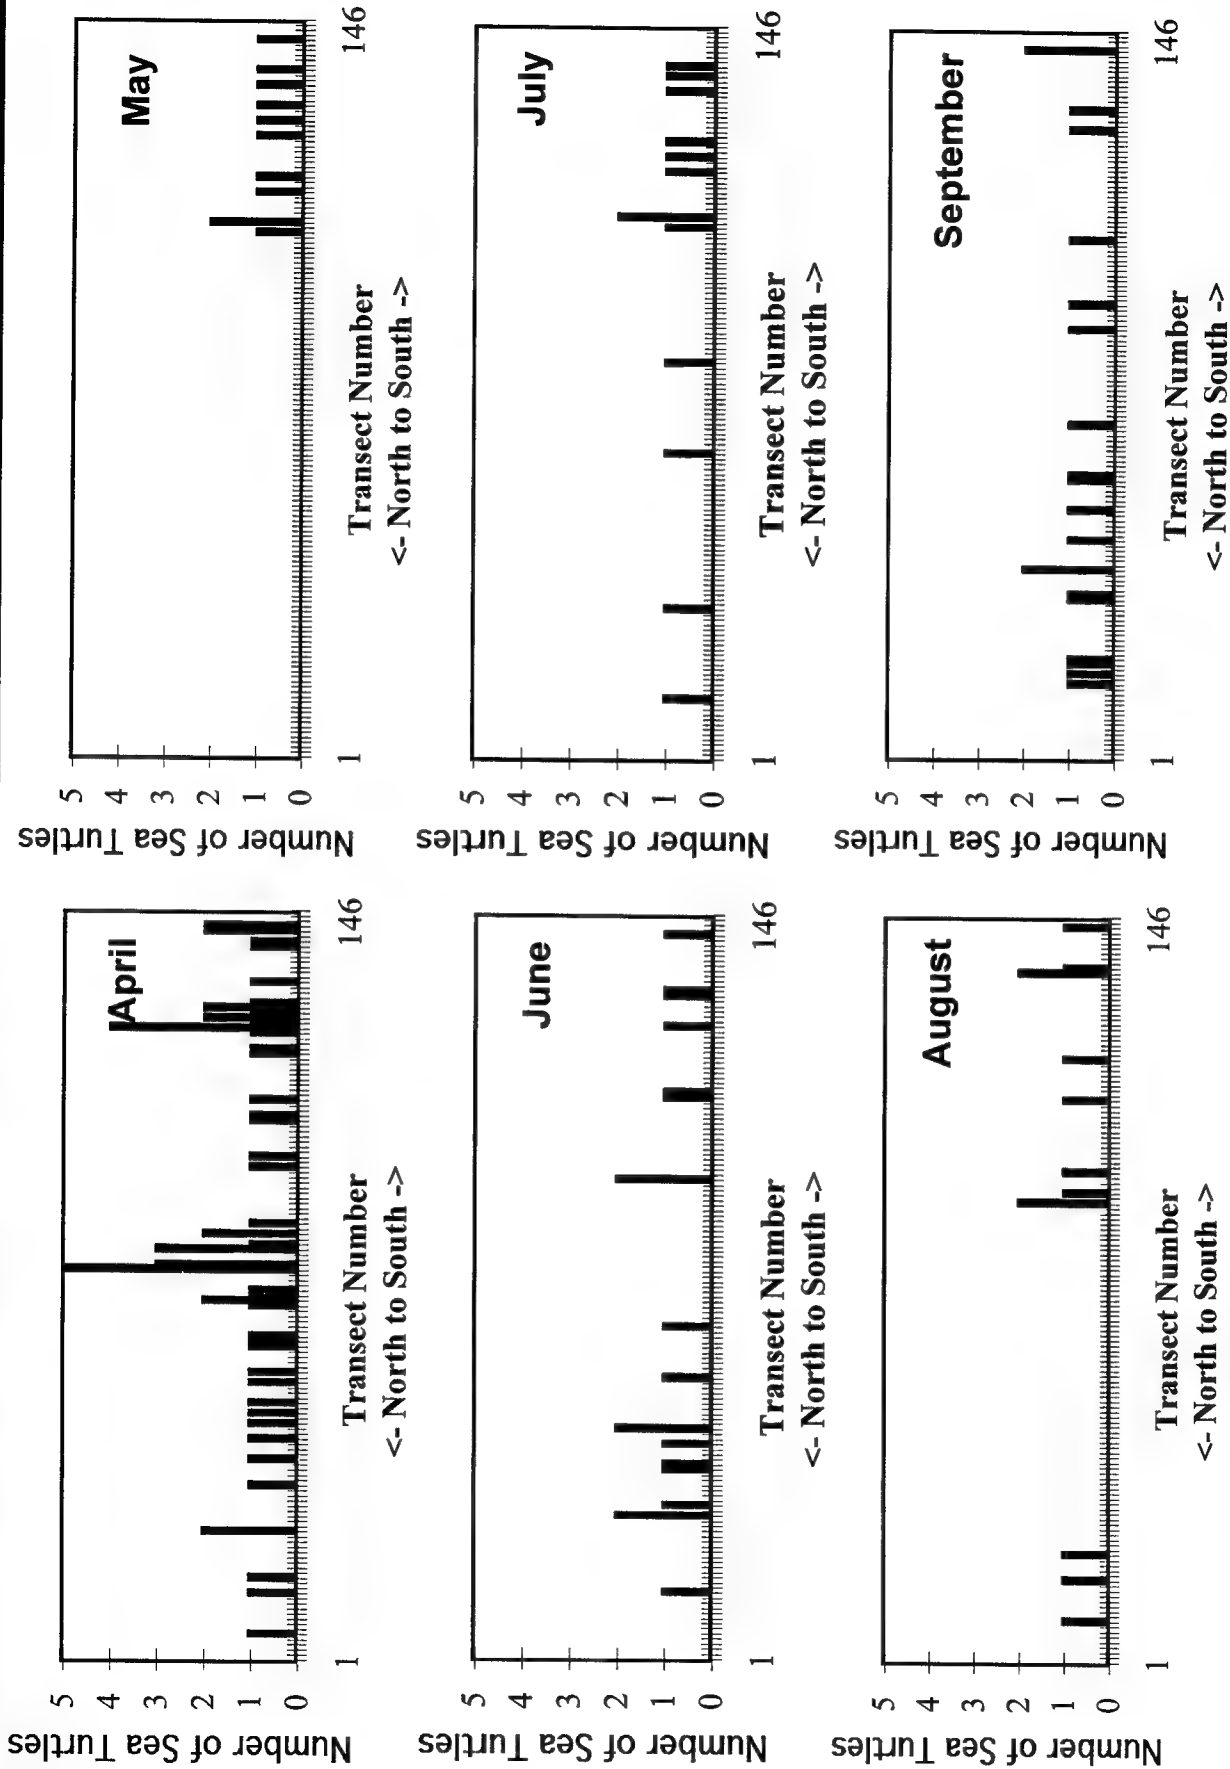 Number of Sea Turtles
5
4
3
2
1
0
April
1
146
Transect Number
<- North to South ->
Number of Sea Turtles
5
4
3
2
1
0
May
1
146
Transect Number
<- North to South ->
Number of Sea Turtles
5
4
3
2
1
0
June
1
146
Transect Number
<- North to South ->
Number of Sea Turtles
5
4
3
2
1
0
July
1
146
Transect Number
<- North to South ->
Number of Sea Turtles
5
4
3
2
1
0
August
1
146
Transect Number
<- North to South ->
Number of Sea Turtles
5
4
3
2
1
0
September
1
146
Transect Number
<- North to South ->